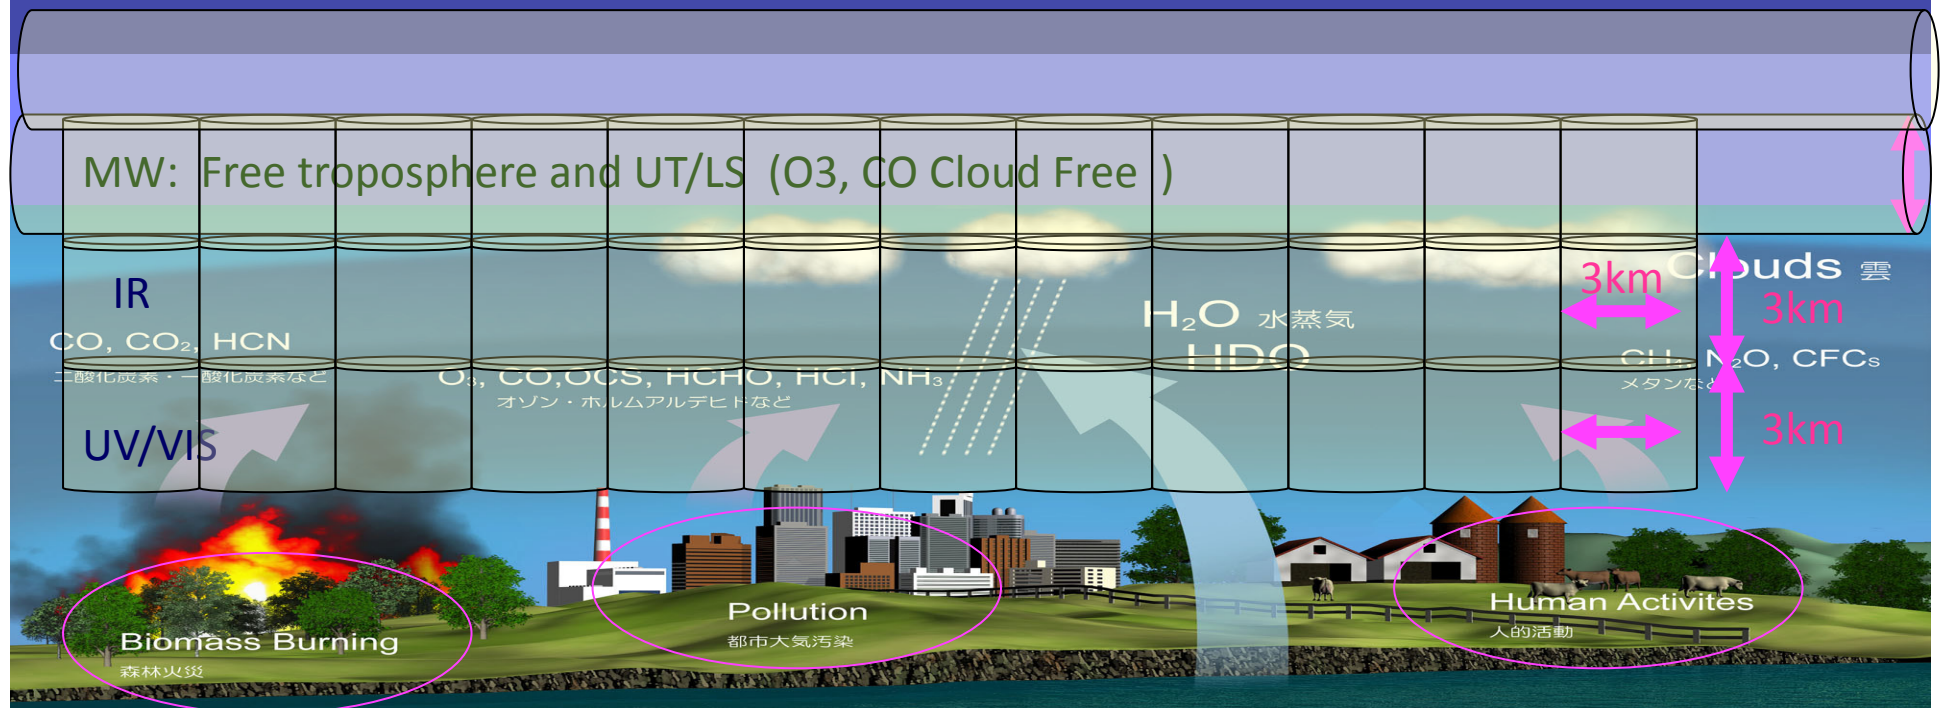 MW: Free troposphere and UT/LS (O3, CO Cloud Free )
IR
3km
Clouds 雲
3km
H₂O 水蒸気
HDO
CO, CO₂, HCN
二酸化炭素・一酸化炭素など
O₃, CO,OCS, HCHO, HCl, NH₃
オゾン・ホルムアルデヒドなど
CH₄, N₂O, CFCs
メタンなど
UV/VIS
3km
Biomass Burning
森林火災
Pollution
都市大気汚染
Human Activites
人的活動